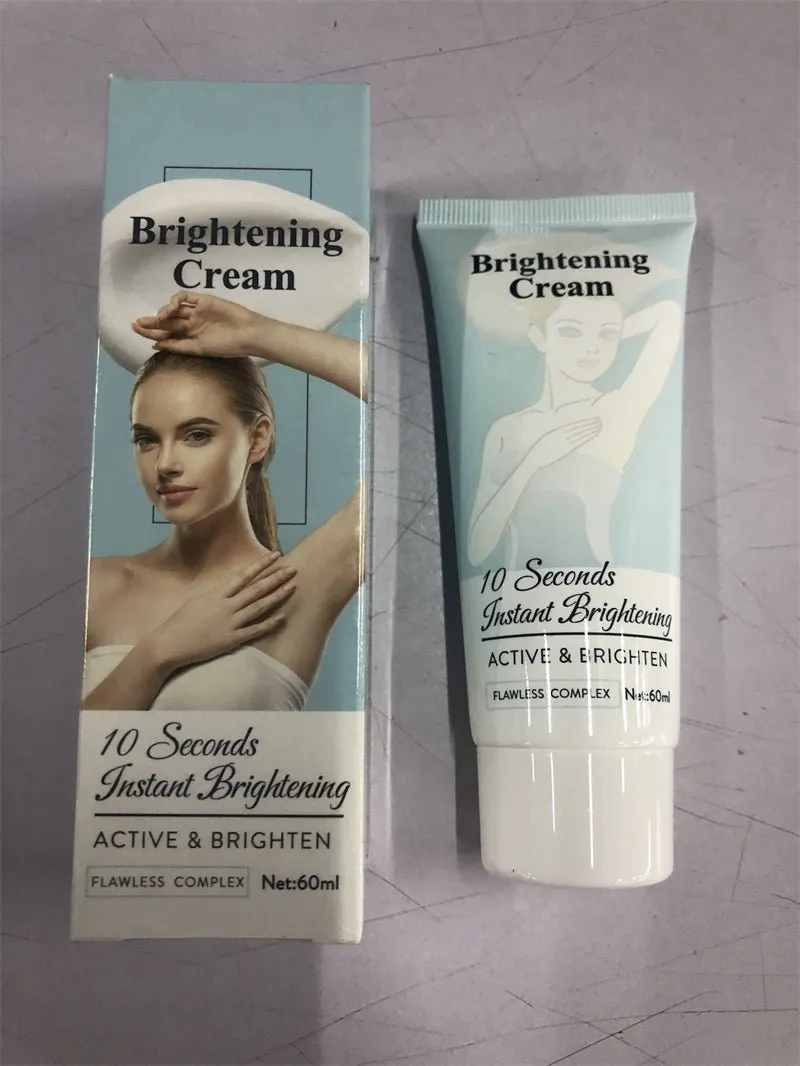 Brightening
Cream
10 Seconds
Instant Brightening
ACTIVE & BRIGHTEN
FLAWLESS COMPLEX Net:60ml
Brightening
Cream
10 Seconds
Instant Brightening
ACTIVE & BRIGHTEN
FLAWLESS COMPLEX Net:60ml